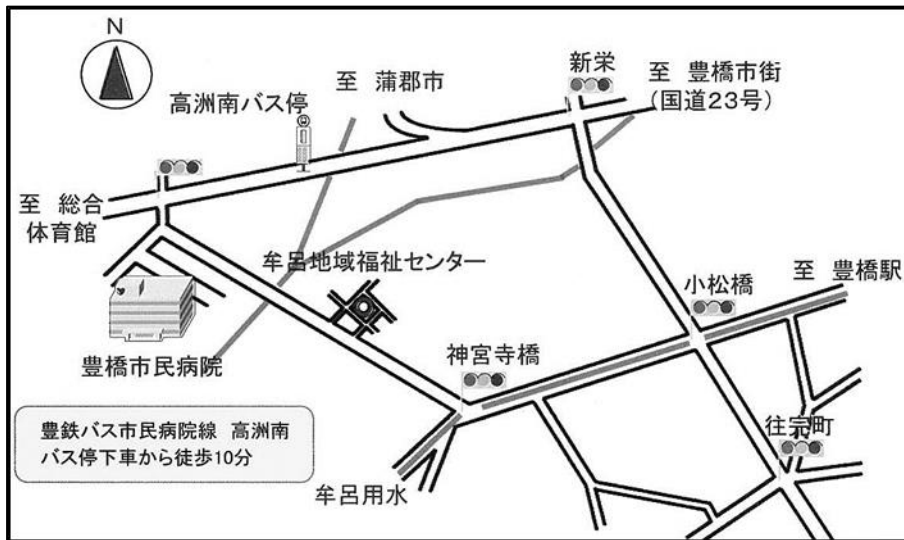 N
新栄
至 豊橋市街
(国道23号)
至 蒲郡市
高洲南バス停
至 総合
体育館
牟呂地域福祉センター
小松橋
至 豊橋駅
豊橋市民病院
神宮寺橋
往完町
豊鉄バス市民病院線 高洲南
バス停下車から徒歩10分
牟呂用水